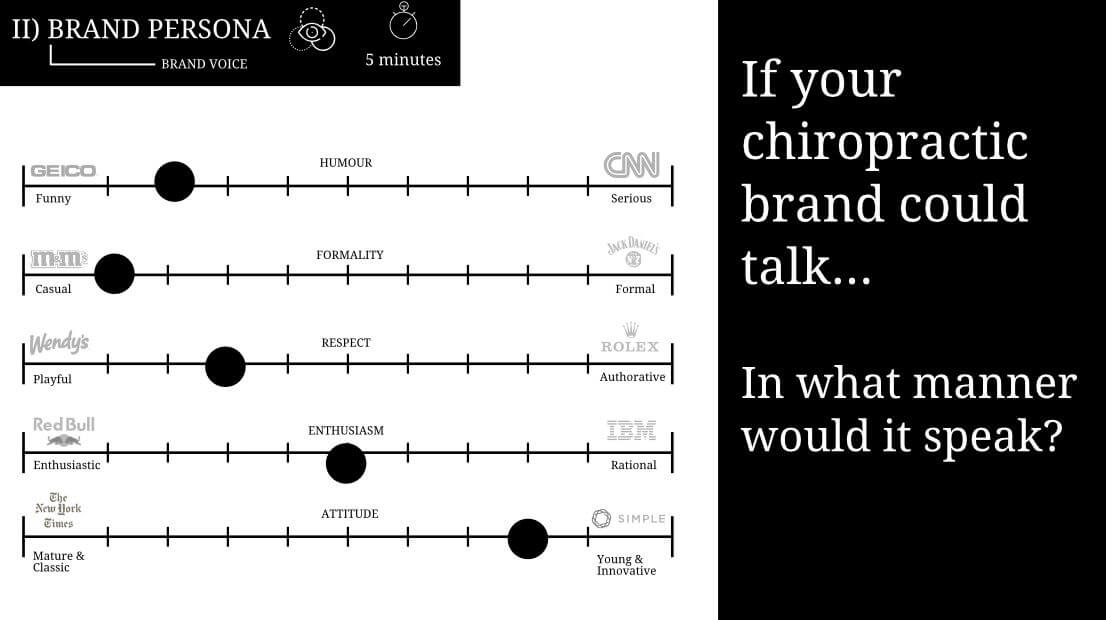 II) BRAND PERSONA
BRAND VOICE
5 minutes
GEICO
HUMOUR
CNN
Funny
Serious
m&m's
FORMALITY
JACK DANIEL'S
Casual
Formal
Wendy's
RESPECT
ROLEX
Playful
Authorative
Red Bull
ENTHUSIASM
IBM
Enthusiastic
Rational
The
New York
Times
ATTITUDE
SIMPLE
Mature &
Classic
Young &
Innovative
If your
chiropractic
brand could
talk...
In what manner
would it speak?